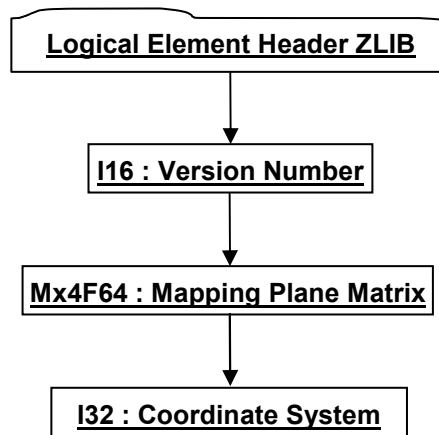 Logical Element Header ZLIB
I16 : Version Number
Mx4F64 : Mapping Plane Matrix
I32 : Coordinate System